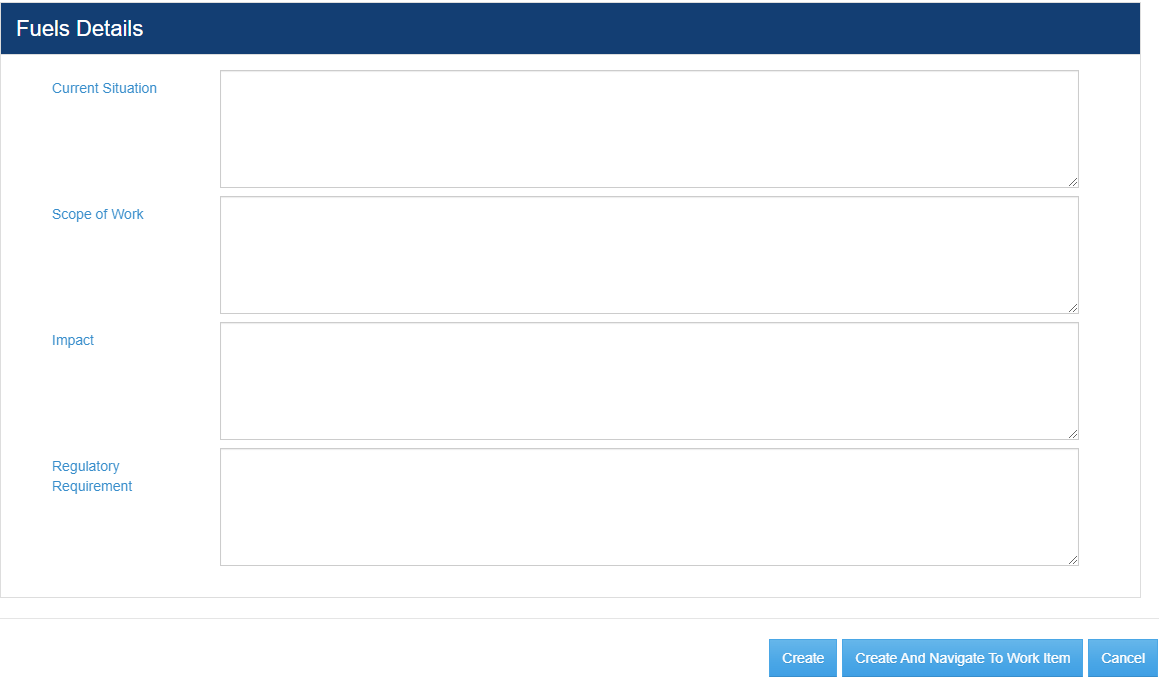 Fuels Details
Current Situation
Scope of Work
Impact
Regulatory
Requirement
Create
Create And Navigate To Work Item
Cancel